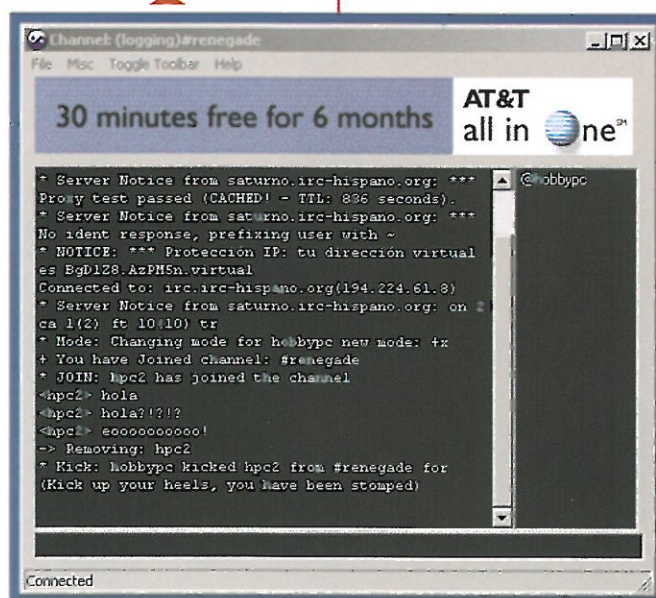 Channel: (logging)#renegade
File Misc Toggle Toolbar Help
30 minutes free for 6 months
AT&T
all in One℠
* Server Notice from saturno.irc-hispano.org: ***
Proxy test passed (CACHED! - TTL: 836 seconds).
* Server Notice from saturno.irc-hispano.org: ***
No ident response, prefixing user with ~
* NOTICE: *** Protección IP: tu dirección virtual
es BgD1Z8.AzPM5n.virtual
Connected to: irc.irc-hispano.org(194.224.61.8)
* Server Notice from saturno.irc-hispano.org: on 2
ca 1(2) ft 10(10) tr
* Mode: Changing mode for hobbypc new mode: +x
+ You have Joined channel: #renegade
* JOIN: hpc2 has joined the channel
<hpc2> hola
<hpc2> hola?!?!?
<hpc2> eooooooooooo!
-> Removing: hpc2
* Kick: hobbypc kicked hpc2 from #renegade for
(Kick up your heels, you have been stomped)
@hobbypc
Connected